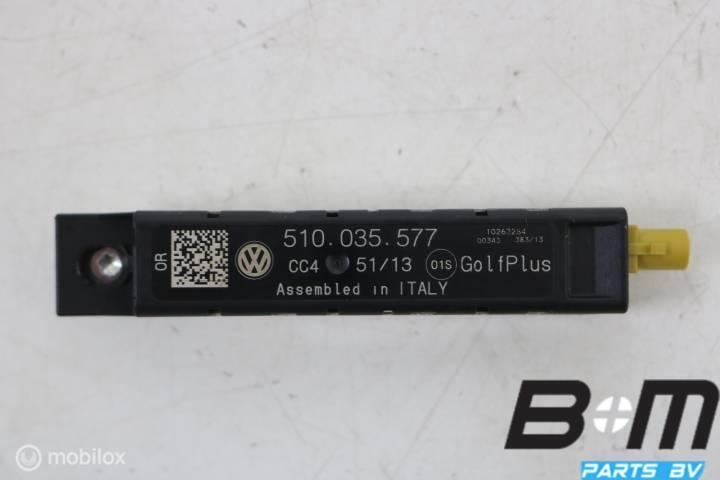 OR
510.035.577
10263284
00343 383/13
CC4 51/13 01S GolfPlus
Assembled in ITALY
B+M
PARTS BV
mobilox